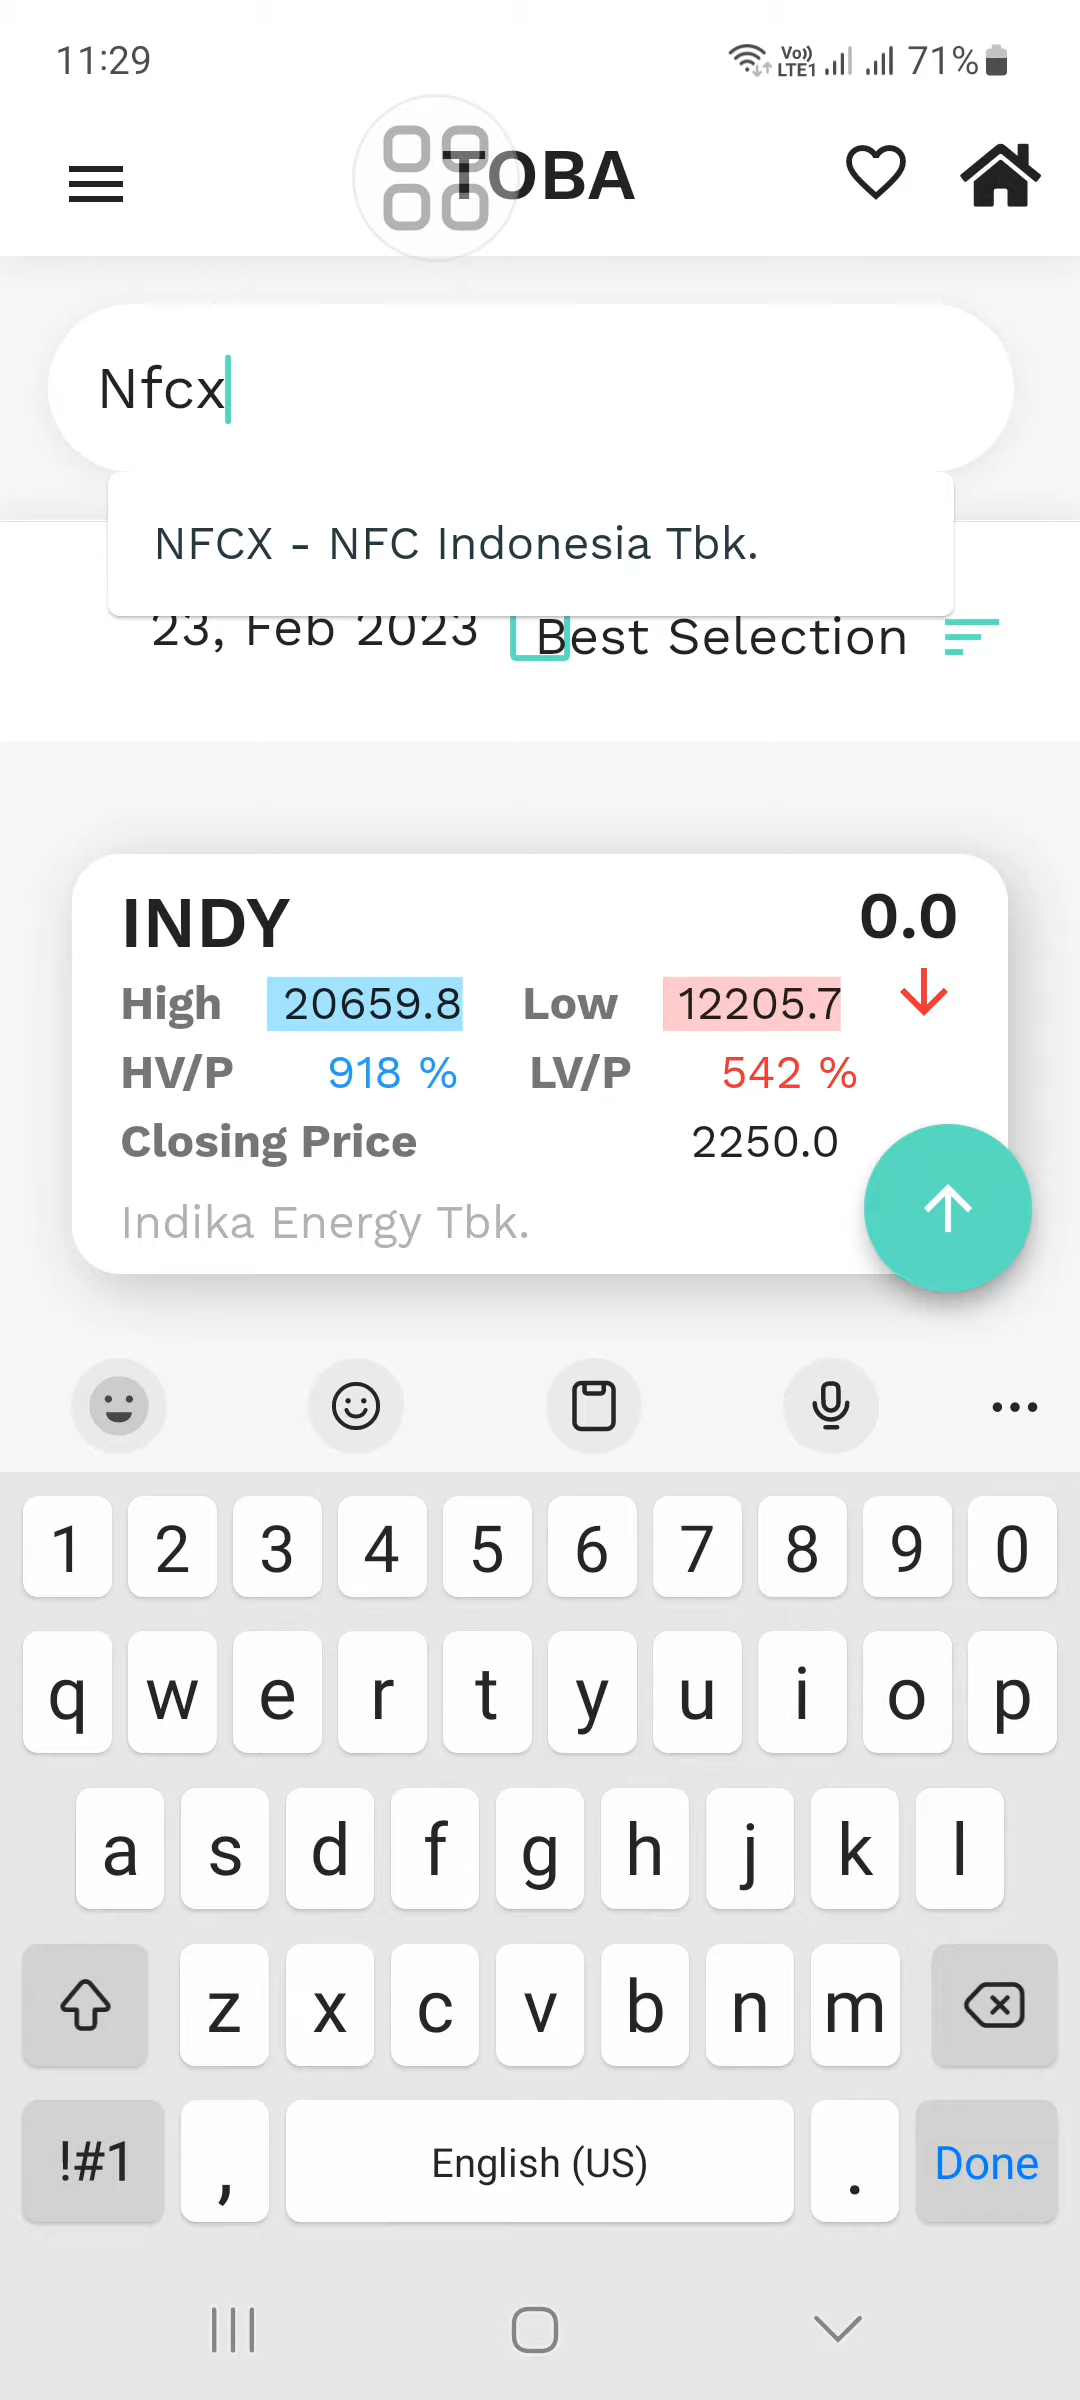 11:29
Vo)) LTE1 71%
TOBA
Nfcx
NFCX - NFC Indonesia Tbk.
23, Feb 2023 Best Selection
INDY 0.0
High 20659.8 Low 12205.7
HV/P 918 % LV/P 542 %
Closing Price 2250.0
Indika Energy Tbk.
1 2 3 4 5 6 7 8 9 0
q w e r t y u i o p
a s d f g h j k l
z x c v b n m
!#1 , English (US) . Done